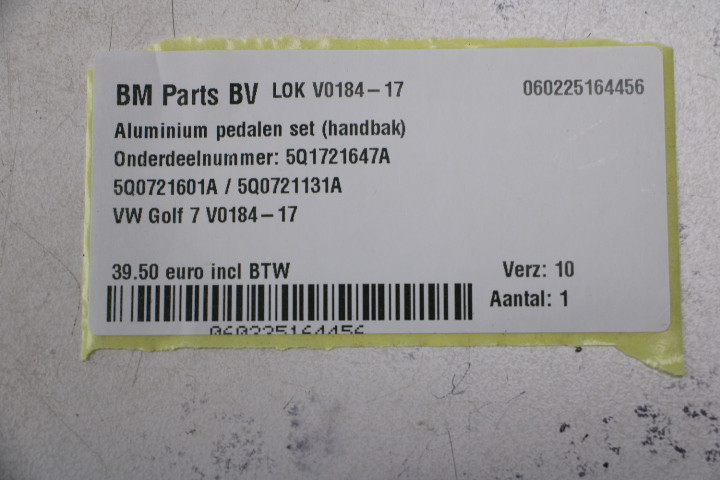 BM Parts BV LOK V0184-17 060225164456
Aluminium pedalen set (handbak)
Onderdeelnummer: 5Q1721647A
5Q0721601A / 5Q0721131A
VW Golf 7 V0184-17
39.50 euro incl BTW Verz: 10
Aantal: 1
060225164456